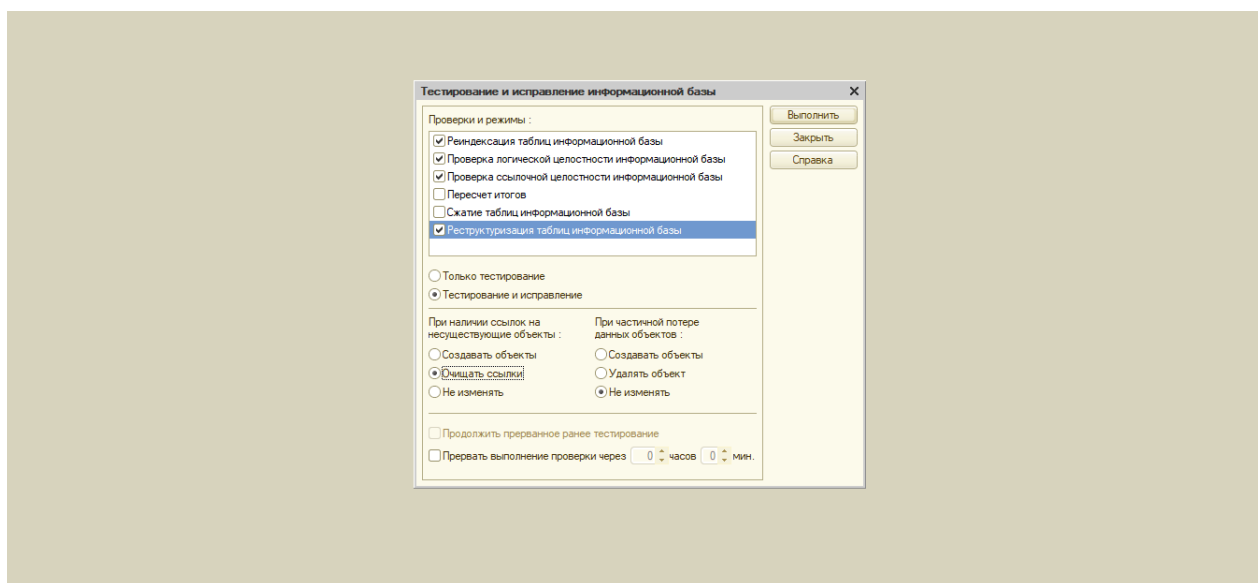 Тестирование и исправление информационной базы
Проверки и режимы :
Реиндексация таблиц информационной базы
Проверка логической целостности информационной базы
Проверка ссылочной целостности информационной базы
Пересчет итогов
Сжатие таблиц информационной базы
Реструктуризация таблиц информационной базы
Только тестирование
Тестирование и исправление
При наличии ссылок на
несуществующие объекты :
Создавать объекты
Очищать ссылки
Не изменять
При частичной потере
данных объектов :
Создавать объекты
Удалять объект
Не изменять
Продолжить прерванное ранее тестирование
Прервать выполнение проверки через 0 часов 0 мин.
Выполнить
Закрыть
Справка